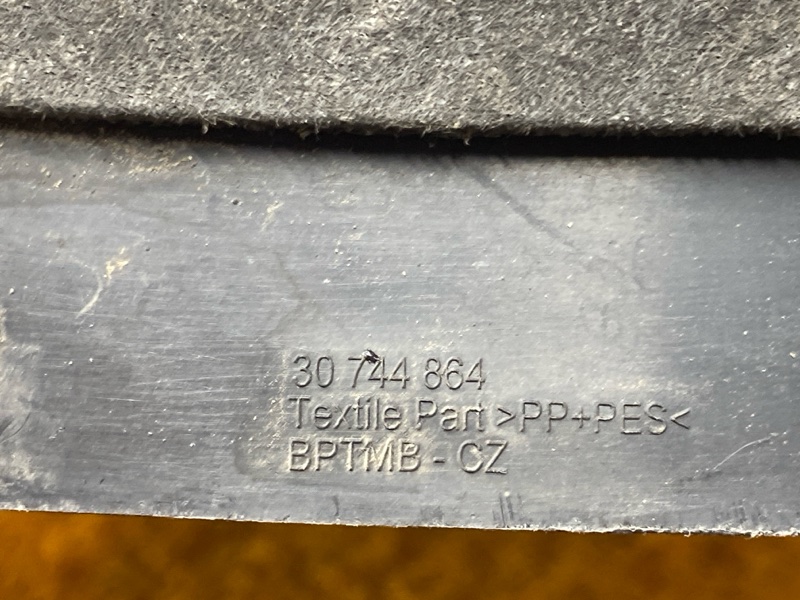 30 744 864
Textile Part >PP+PES<
BPTMB - CZ